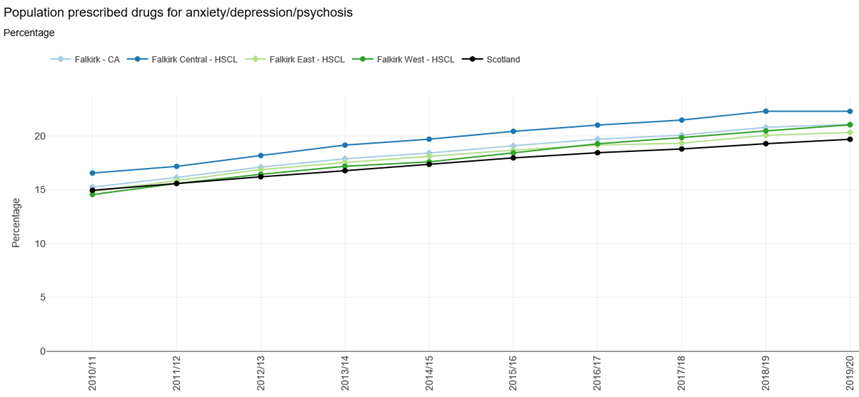 Population prescribed drugs for anxiety/depression/psychosis
Percentage
Falkirk - CA Falkirk Central - HSCL Falkirk East - HSCL Falkirk West - HSCL Scotland
20
15
10
5
0
Percentage
2010/11 2011/12 2012/13 2013/14 2014/15 2015/16 2016/17 2017/18 2018/19 2019/20